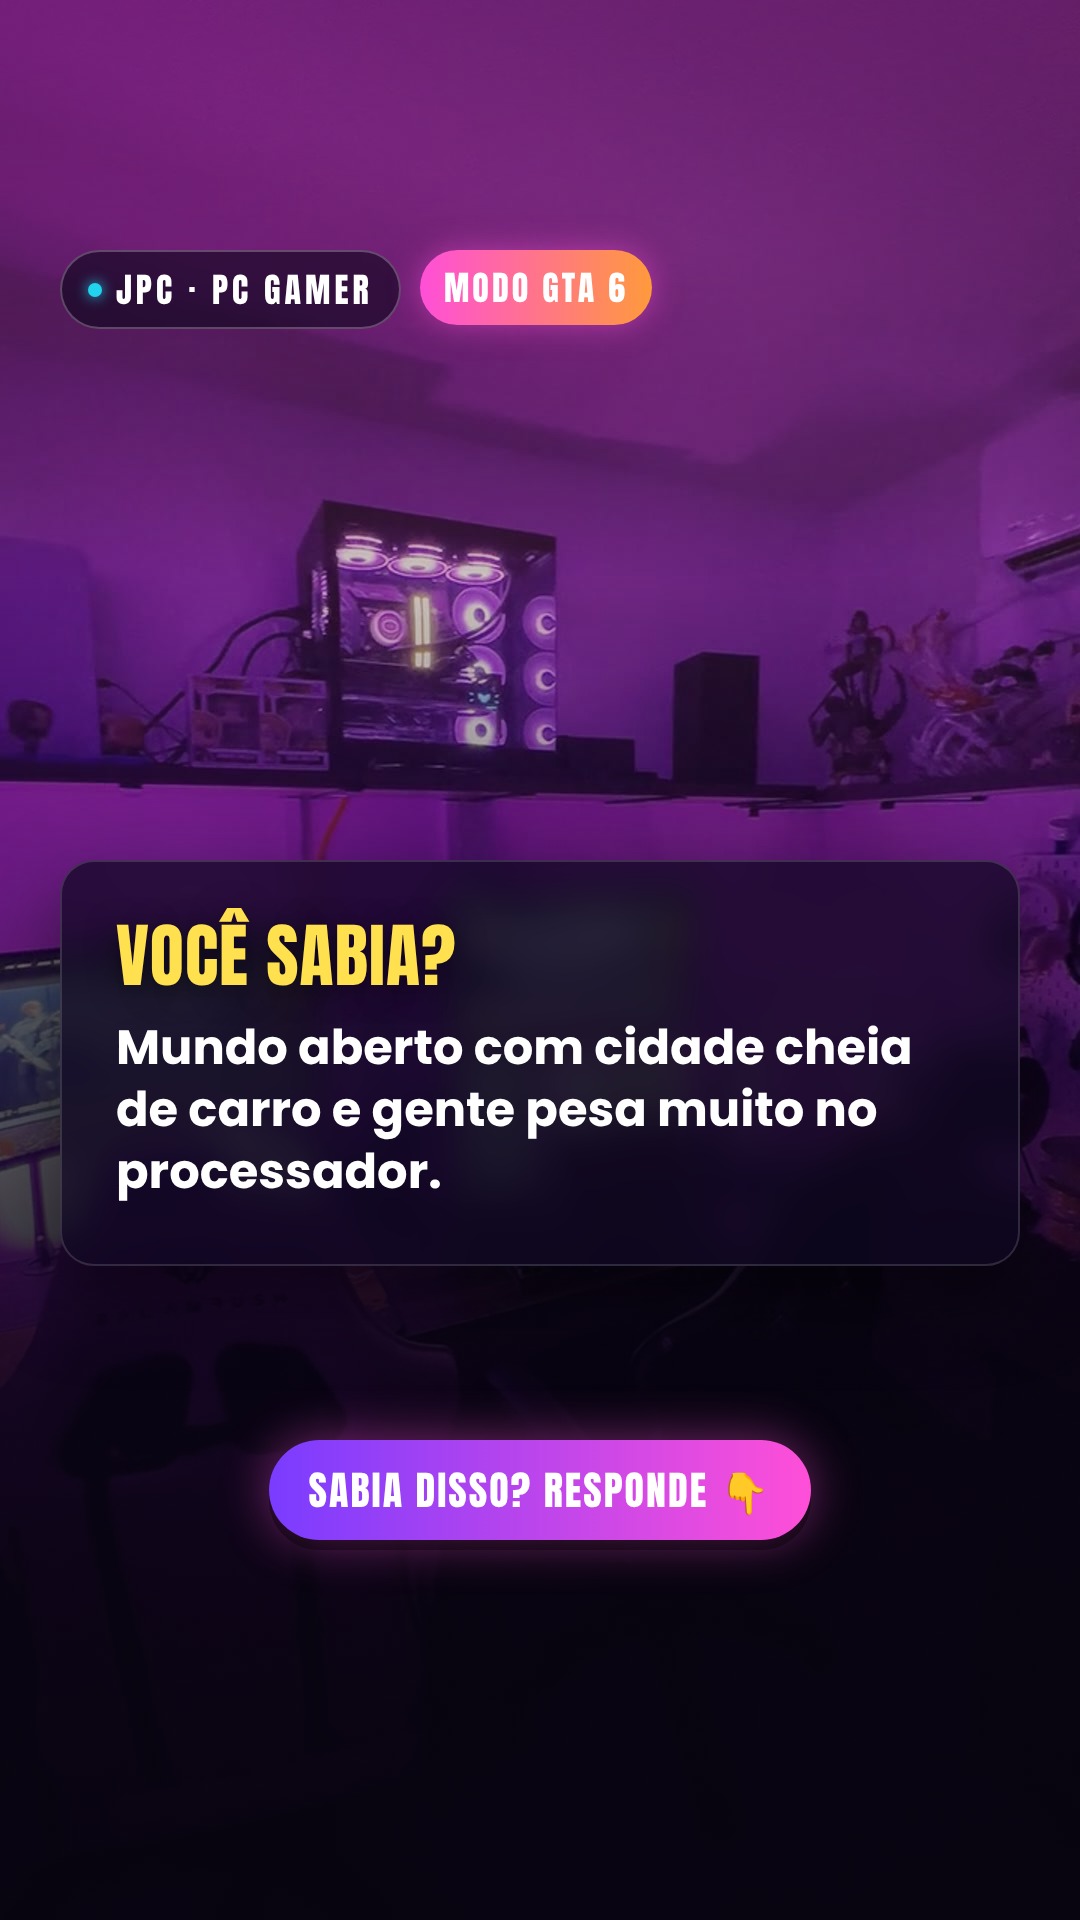 JPC · PC GAMER
MODO GTA 6
VOCÊ SABIA?
Mundo aberto com cidade cheia
de carro e gente pesa muito no
processador.
SABIA DISSO? RESPONDE 👇